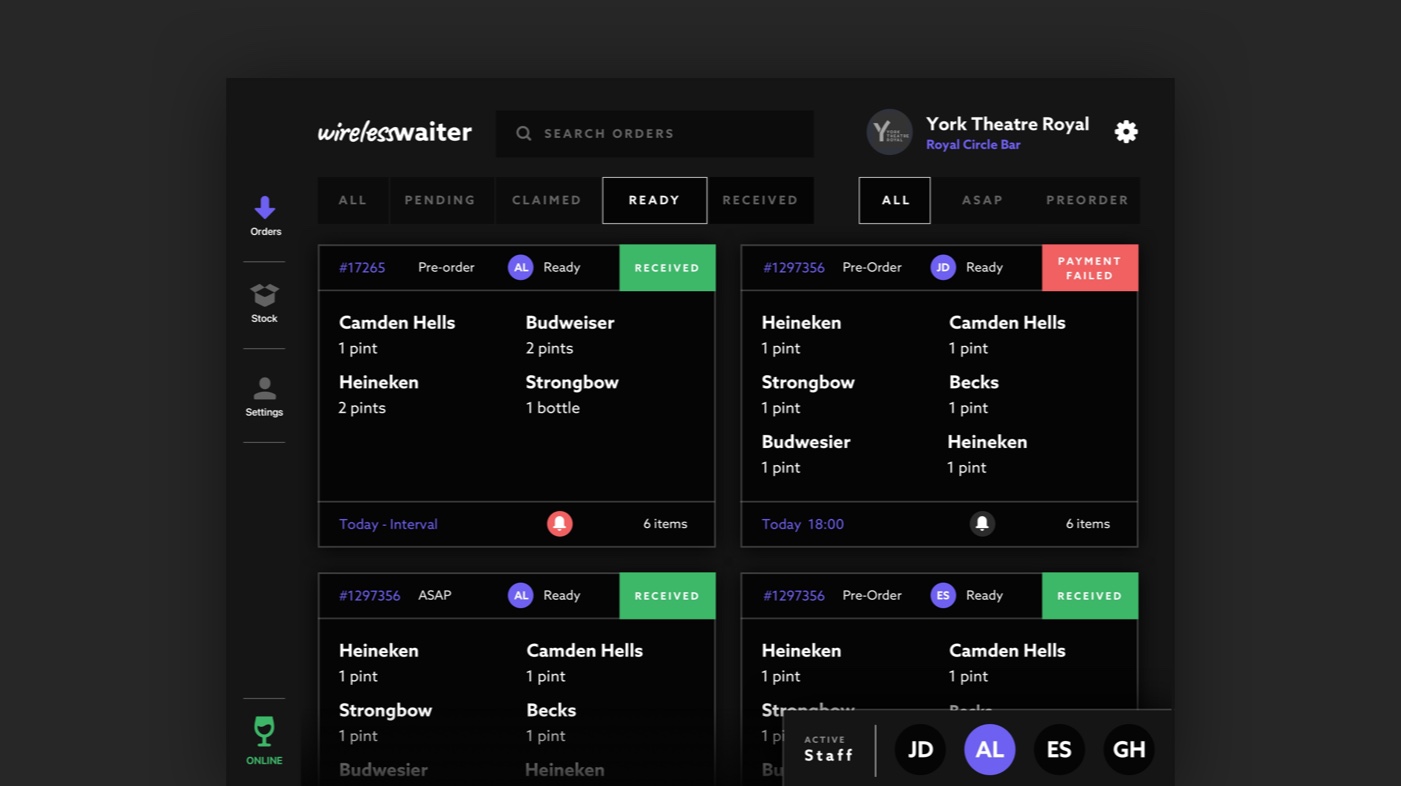 wirelesswaiter
SEARCH ORDERS
YORK THEATRE ROYAL
York Theatre Royal
Royal Circle Bar
ALL PENDING CLAIMED READY RECEIVED
ALL ASAP PREORDER
Orders
Stock
Settings
ONLINE
#17265 Pre-order AL Ready RECEIVED
Camden Hells Budweiser
1 pint 2 pints
Heineken Strongbow
2 pints 1 bottle
Today - Interval 6 items
#1297356 Pre-Order JD Ready PAYMENT
FAILED
Heineken Camden Hells
1 pint 1 pint
Strongbow Becks
1 pint 1 pint
Budwesier Heineken
1 pint 1 pint
Today 18:00 6 items
#1297356 ASAP AL Ready RECEIVED
Heineken Camden Hells
1 pint 1 pint
Strongbow Becks
1 pint 1 pint
Budwesier Heineken
#1297356 Pre-Order ES Ready RECEIVED
Heineken Camden Hells
1 pint 1 pint
Strongbow Becks
1 pi
Bu
ACTIVE
Staff
JD AL ES GH